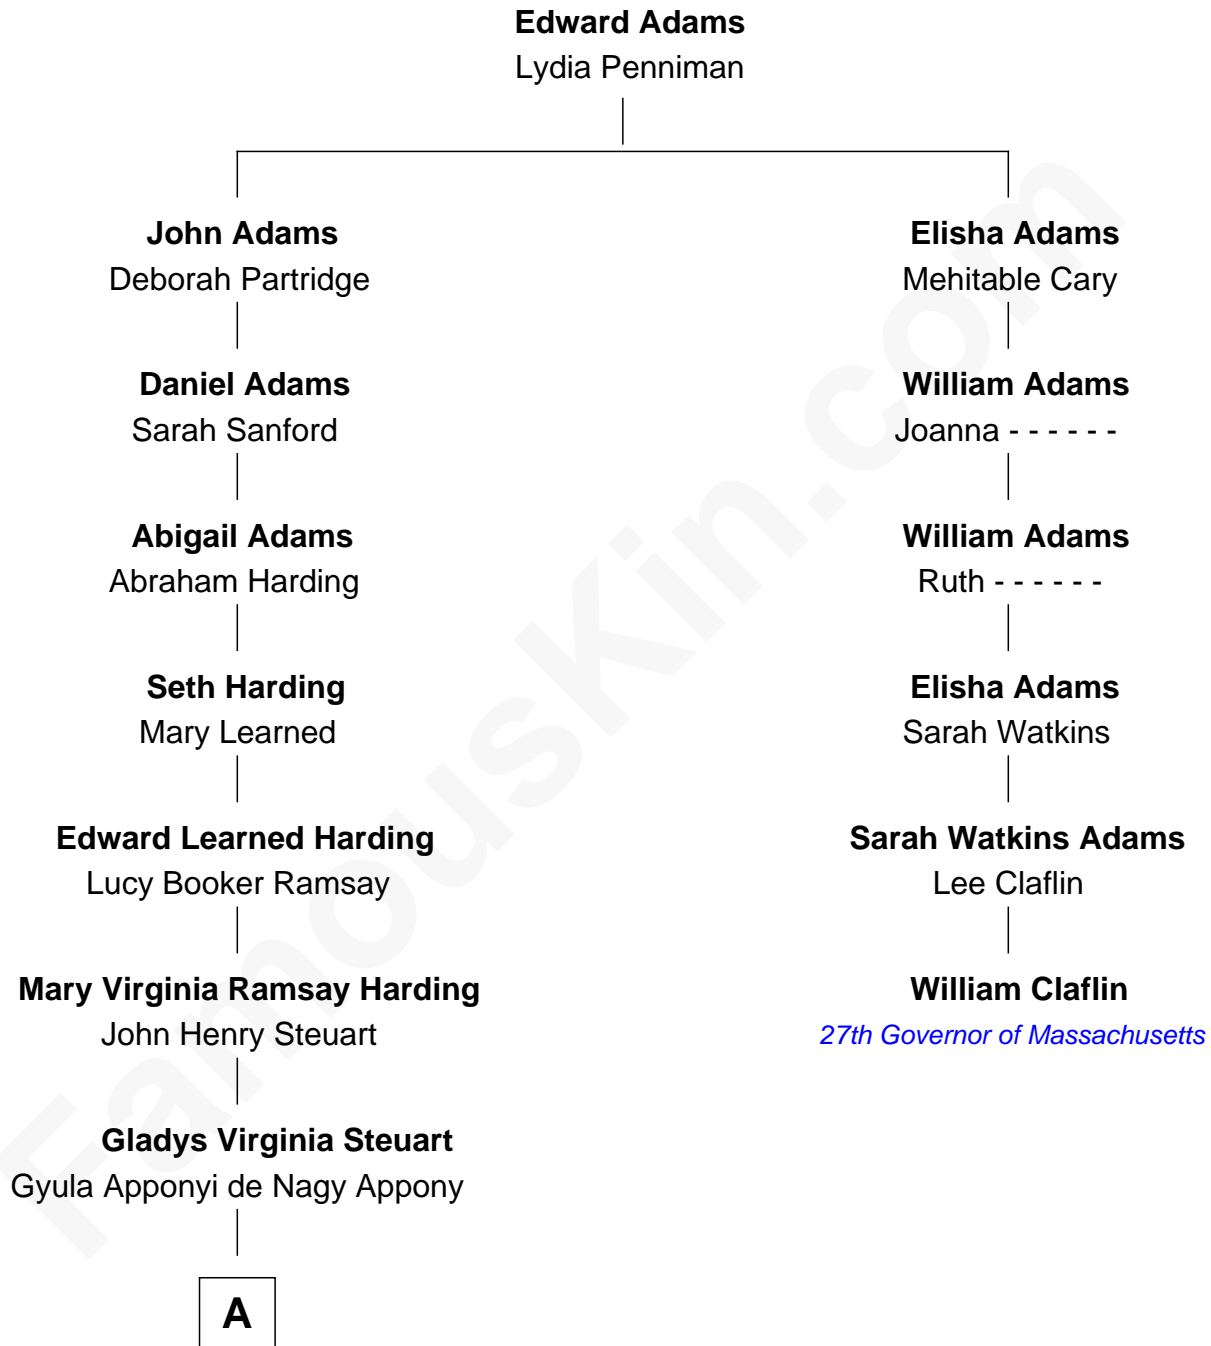 Edward Adams
Lydia Penniman
John Adams
Deborah Partridge
Elisha Adams
Mehitable Cary
Daniel Adams
Sarah Sanford
William Adams
Joanna - - - - - -
Abigail Adams
Abraham Harding
William Adams
Ruth - - - - - -
Seth Harding
Mary Learned
Elisha Adams
Sarah Watkins
Edward Learned Harding
Lucy Booker Ramsay
Sarah Watkins Adams
Lee Claflin
Mary Virginia Ramsay Harding
John Henry Steuart
William Claflin
27th Governor of Massachusetts
Gladys Virginia Steuart
Gyula Apponyi de Nagy Appony
A
FamousKin.com